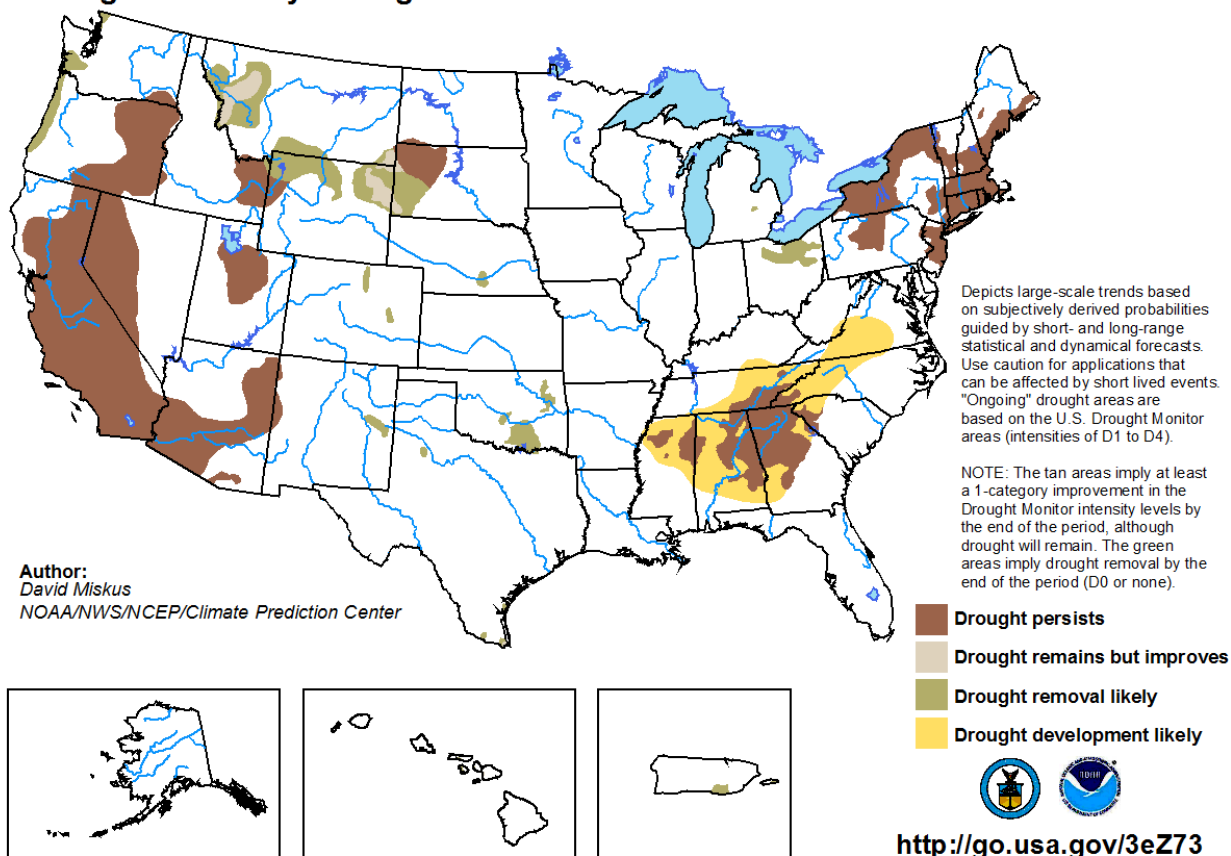 Depicts large-scale trends based
on subjectively derived probabilities
guided by short- and long-range
statistical and dynamical forecasts.
Use caution for applications that
can be affected by short lived events.
"Ongoing" drought areas are
based on the U.S. Drought Monitor
areas (intensities of D1 to D4).
NOTE: The tan areas imply at least
a 1-category improvement in the
Drought Monitor intensity levels by
the end of the period, although
drought will remain. The green
areas imply drought removal by the
end of the period (D0 or none).
Author:
David Miskus
NOAA/NWS/NCEP/Climate Prediction Center
Drought persists
Drought remains but improves
Drought removal likely
Drought development likely
http://go.usa.gov/3eZ73